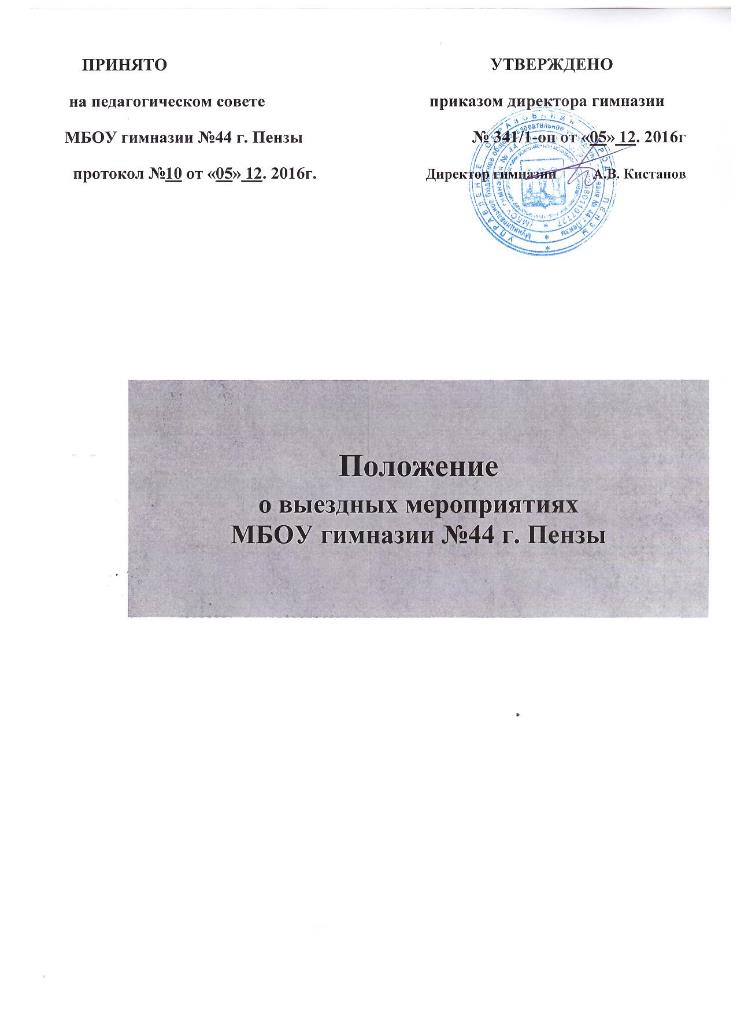 ПРИНЯТО
на педагогическом совете
МБОУ гимназии №44 г. Пензы
протокол №10 от «05» 12. 2016г.
УТВЕРЖДЕНО
приказом директора гимназии
№ 341/1-оп от «05» 12. 2016г
Директор гимназии А.В. Кистанов
Положение
о выездных мероприятиях
МБОУ гимназии №44 г. Пензы